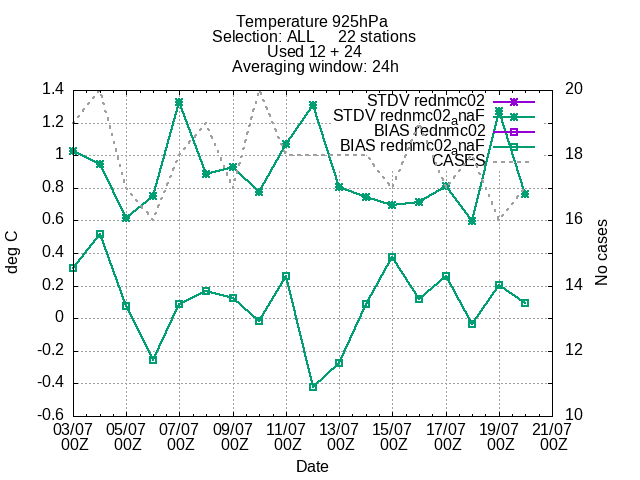 Temperature 925hPa
Selection: ALL 22 stations
Used 12 + 24
Averaging window: 24h
STDV rednmc02
STDV rednmc02ₐnaF
BIAS rednmc02
BIAS rednmc02ₐnaF
CASES
1.4
1.2
1
0.8
0.6
0.4
0.2
0
-0.2
-0.4
-0.6
deg C
20
18
16
14
12
10
No cases
03/07 05/07 07/07 09/07 11/07 13/07 15/07 17/07 19/07 21/07
00Z 00Z 00Z 00Z 00Z 00Z 00Z 00Z 00Z 00Z
Date